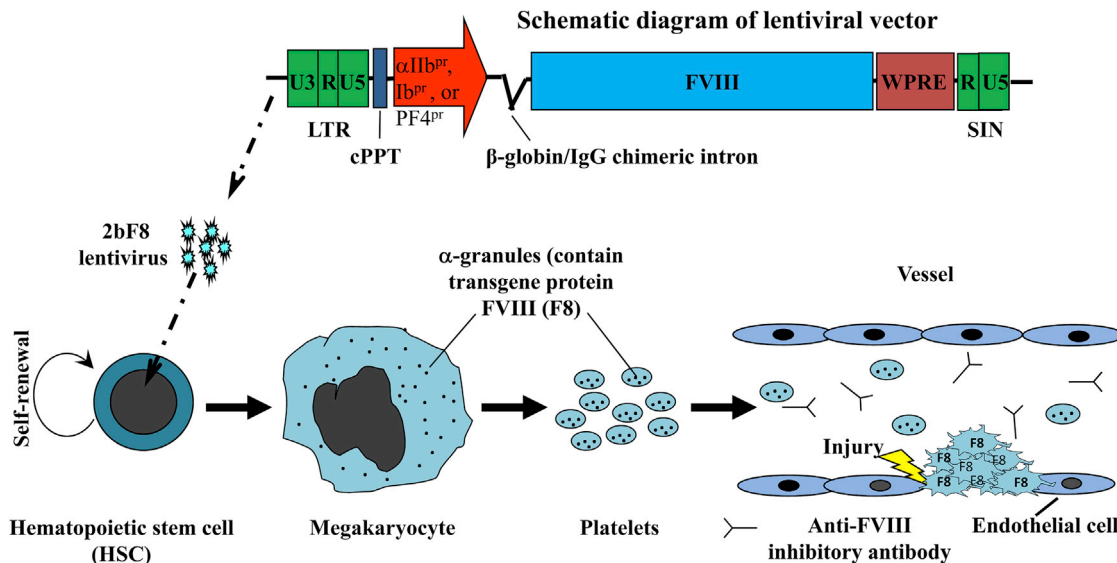 Schematic diagram of lentiviral vector
U3 R U5
αIIbᵖʳ,
Ibᵖʳ, or
PF4ᵖʳ
FVIII
WPRE
R U5
LTR
SIN
cPPT
β-globin/IgG chimeric intron
2bF8
lentivirus
α-granules (contain
transgene protein
FVIII (F8)
Vessel
Self-renewal
Injury
F8
F8
F8
F8
F8
F8
F8
Hematopoietic stem cell
(HSC)
Megakaryocyte
Platelets
Anti-FVIII
inhibitory antibody
Endothelial cell